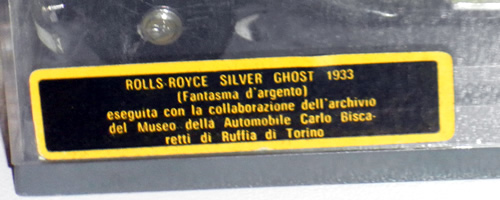 ROLLS-ROYCE SILVER GHOST 1933
(Fantasma d'argento)
eseguita con la collaborazione dell'archivio
del Museo della Automobile Carlo Bisca-
retti di Ruffia di Torino